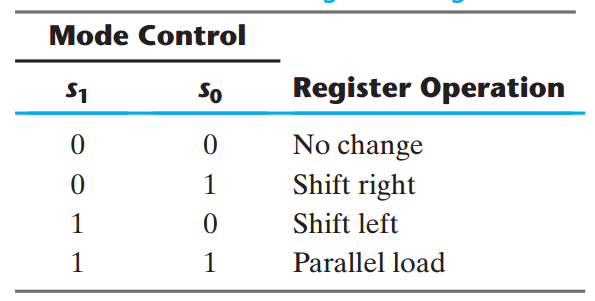 Mode Control
s1 s0 Register Operation
0 0 No change
0 1 Shift right
1 0 Shift left
1 1 Parallel load